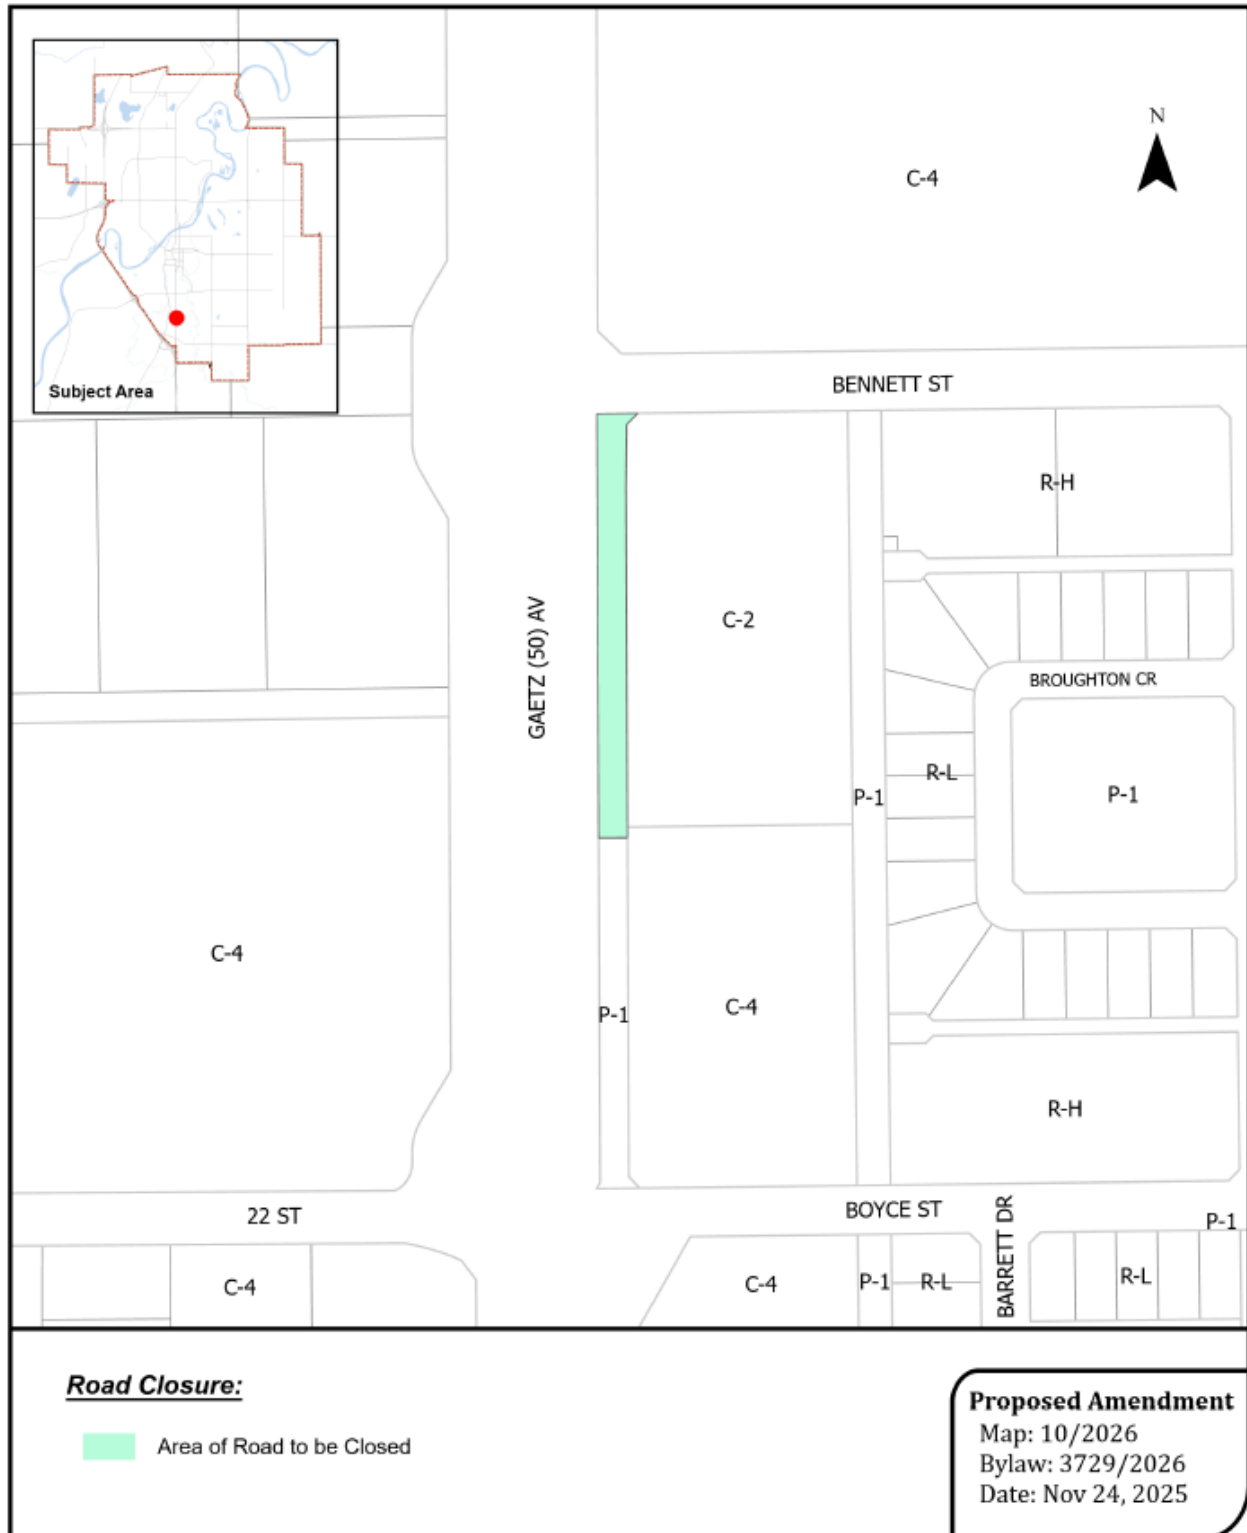 N
C-4
Subject Area
BENNETT ST
R-H
GAETZ (50) AV
C-2
BROUGHTON CR
R-L
P-1
P-1
C-4
P-1
C-4
R-H
22 ST
BOYCE ST
BARRETT DR
P-1
C-4
C-4
P-1
R-L
R-L
Road Closure:
Area of Road to be Closed
Proposed Amendment
Map: 10/2026
Bylaw: 3729/2026
Date: Nov 24, 2025